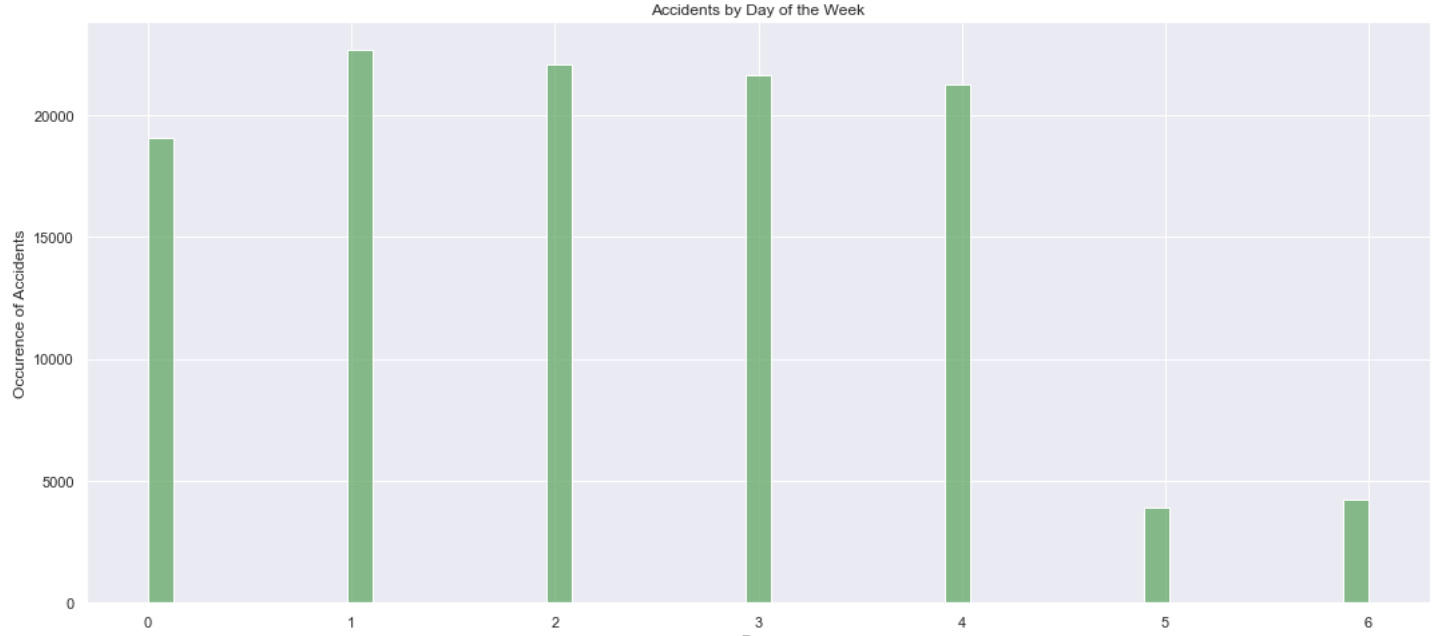 Accidents by Day of the Week
Occurence of Accidents
20000
15000
10000
5000
0
0 1 2 3 4 5 6